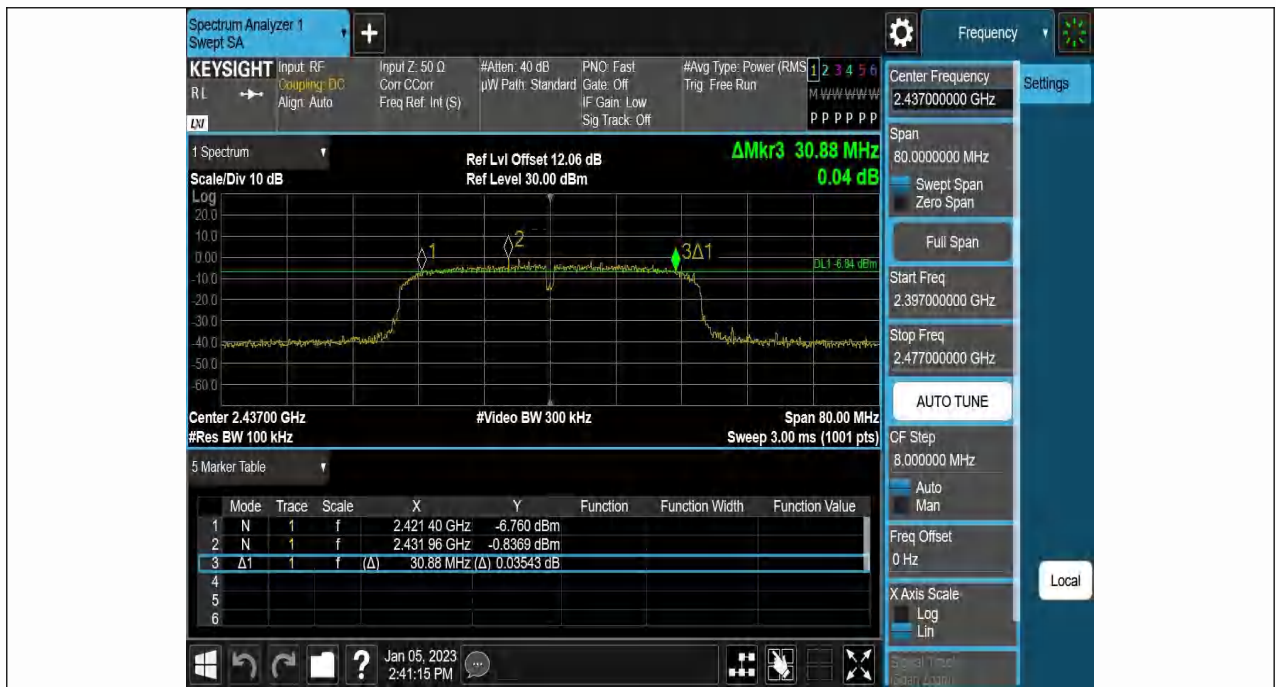 Spectrum Analyzer 1
Swept SA
+
Frequency
KEYSIGHT
Input: RF
Input Z: 50 Ω
#Atten: 40 dB
PNO: Fast
#Avg Type: Power (RMS
1 2 3 4 5 6
R L
Coupling: DC
Corr CCorr
µW Path: Standard
Gate: Off
Trig: Free Run
M W W W W W
Align: Auto
Freq Ref: Int (S)
IF Gain: Low
Sig Track: Off
P P P P P P
LXI
1 Spectrum
Ref Lvl Offset 12.06 dB
ΔMkr3 30.88 MHz
Scale/Div 10 dB
Ref Level 30.00 dBm
0.04 dB
Log
20.0
10.0
0.00
-10.0
-20.0
-30.0
-40.0
-50.0
-60.0
1
2
3Δ1
DL1 -6.84 dBm
Center 2.43700 GHz
#Video BW 300 kHz
Span 80.00 MHz
#Res BW 100 kHz
Sweep 3.00 ms (1001 pts)
5 Marker Table
Mode Trace Scale X Y Function Function Width Function Value
1 N 1 f 2.421 40 GHz -6.760 dBm
2 N 1 f 2.431 96 GHz -0.8369 dBm
3 Δ1 1 f (Δ) 30.88 MHz (Δ) 0.03543 dB
4
5
6
?
Jan 05, 2023
2:41:15 PM
Center Frequency
2.437000000 GHz
Settings
Span
80.0000000 MHz
Swept Span
Zero Span
Full Span
Start Freq
2.397000000 GHz
Stop Freq
2.477000000 GHz
AUTO TUNE
CF Step
8.000000 MHz
Auto
Man
Freq Offset
0 Hz
X Axis Scale
Log
Lin
Signal Track
(Span Zoom)
Local